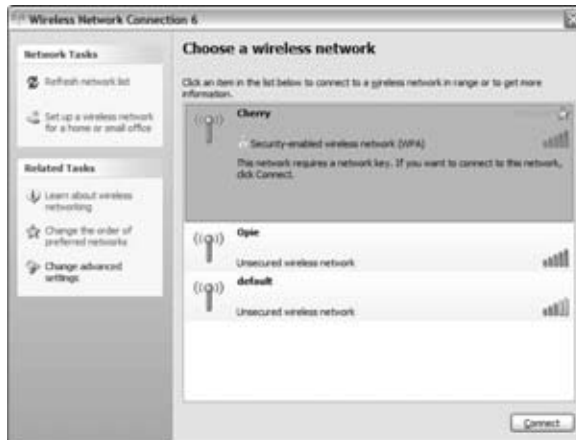 Wireless Network Connection 6
Network Tasks
Refresh network list
Set up a wireless network
for a home or small office
Related Tasks
Learn about wireless
networking
Change the order of
preferred networks
Change advanced
settings
Choose a wireless network
Click an item in the list below to connect to a wireless network in range or to get more
information.
Cherry
Security-enabled wireless network (WPA)
This network requires a network key. If you want to connect to this network,
click Connect.
Opie
Unsecured wireless network
default
Unsecured wireless network
Connect